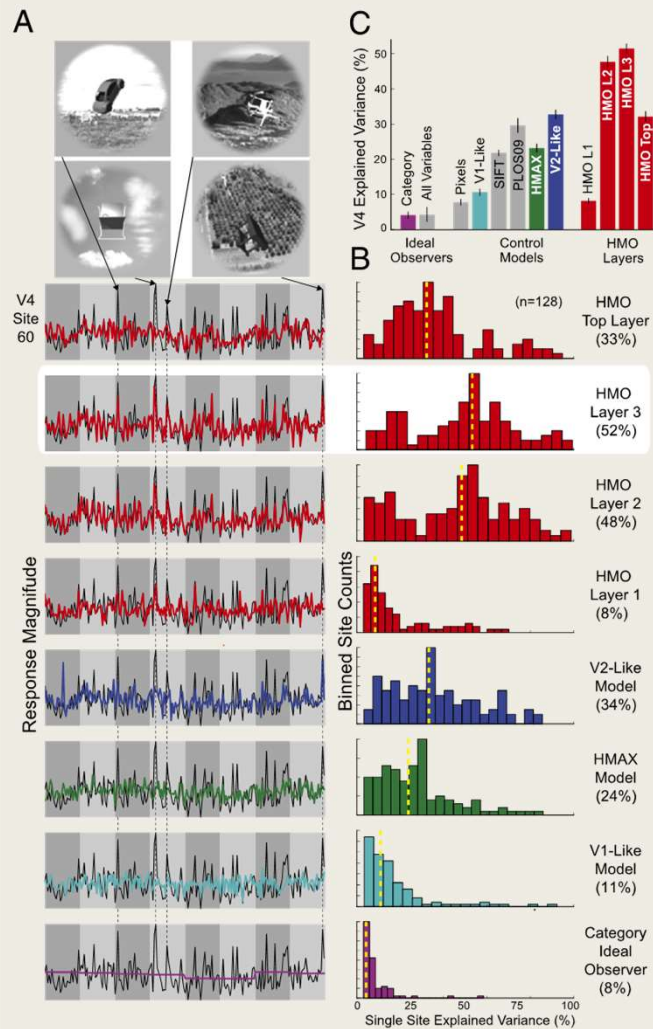 A
C
V4 Explained Variance (%)
50
40
30
20
10
0
Category
All Variables
Pixels
V1-Like
SIFT
PLOS09
HMAX
V2-Like
HMO L1
HMO L2
HMO L3
HMO Top
Ideal
Observers
Control
Models
HMO
Layers
B
V4
Site
60
(n=128)
HMO
Top Layer
(33%)
HMO
Layer 3
(52%)
HMO
Layer 2
(48%)
HMO
Layer 1
(8%)
V2-Like
Model
(34%)
HMAX
Model
(24%)
V1-Like
Model
(11%)
Category
Ideal
Observer
(8%)
Response Magnitude
Binned Site Counts
0 25 50 75 100
Single Site Explained Variance (%)